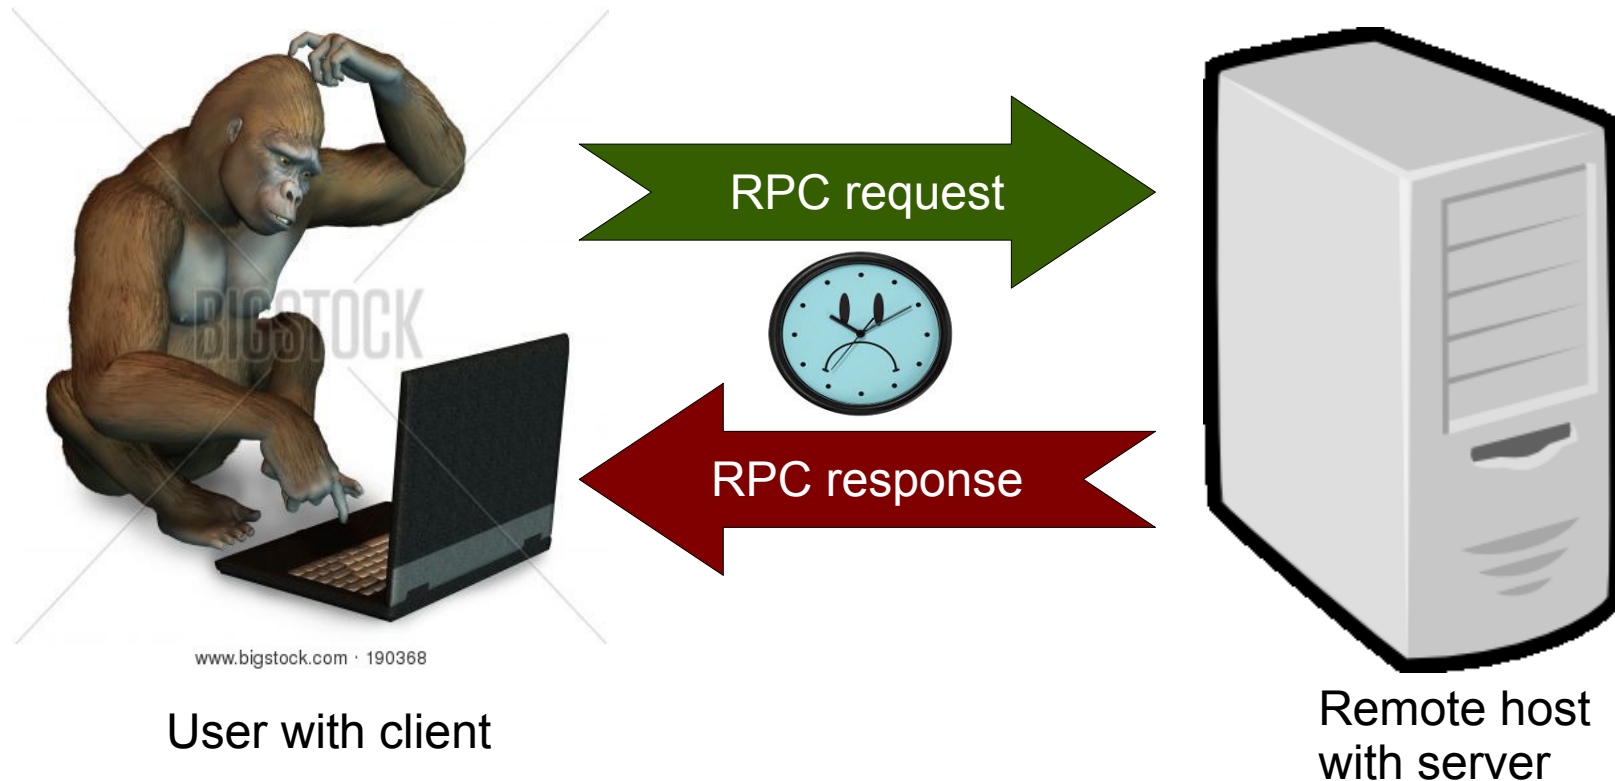 RPC request
BIGSTOCK
RPC response
www.bigstock.com · 190368
User with client
Remote host
with server